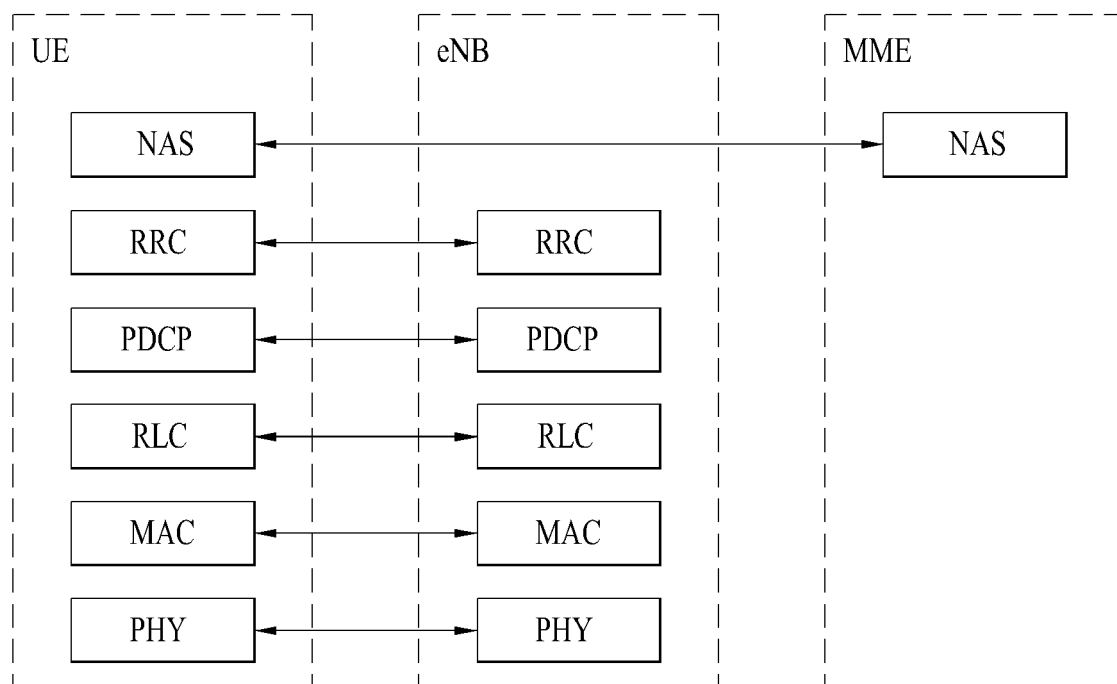 UE eNB MME
NAS NAS
RRC RRC
PDCP PDCP
RLC RLC
MAC MAC
PHY PHY